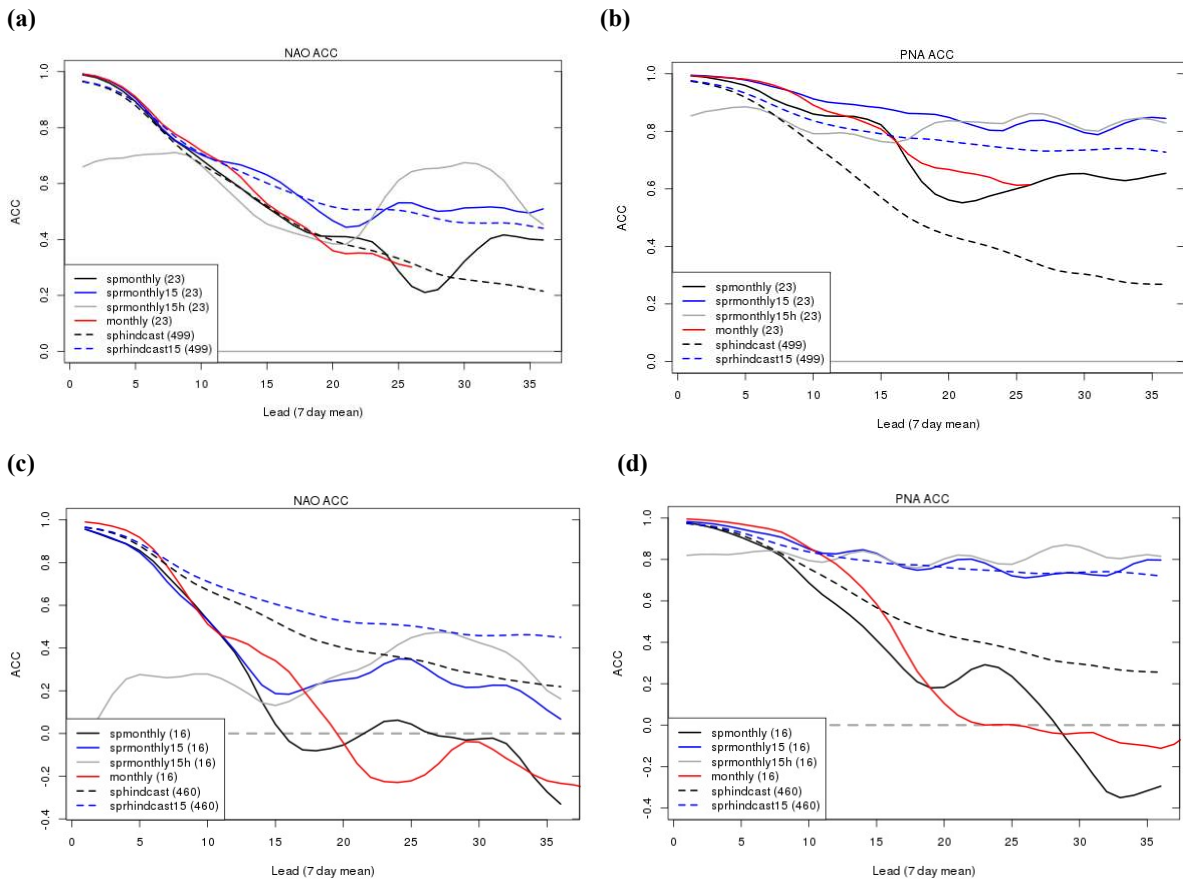 (a)
NAO ACC
ACC
1.0
0.8
0.6
0.4
0.2
0.0
spmonthly (23)
sprmonthly15 (23)
sprmonthly15h (23)
monthly (23)
sphindcast (499)
sprhindcast15 (499)
0 5 10 15 20 25 30 35
Lead (7 day mean)
(b)
PNA ACC
ACC
1.0
0.8
0.6
0.4
0.2
0.0
spmonthly (23)
sprmonthly15 (23)
sprmonthly15h (23)
monthly (23)
sphindcast (499)
sprhindcast15 (499)
0 5 10 15 20 25 30 35
Lead (7 day mean)
(c)
NAO ACC
ACC
1.0
0.8
0.6
0.4
0.2
0.0
-0.2
-0.4
spmonthly (16)
sprmonthly15 (16)
sprmonthly15h (16)
monthly (16)
sphindcast (460)
sprhindcast15 (460)
0 5 10 15 20 25 30 35
Lead (7 day mean)
(d)
PNA ACC
ACC
1.0
0.8
0.6
0.4
0.2
0.0
-0.2
-0.4
spmonthly (16)
sprmonthly15 (16)
sprmonthly15h (16)
monthly (16)
sphindcast (460)
sprhindcast15 (460)
0 5 10 15 20 25 30 35
Lead (7 day mean)